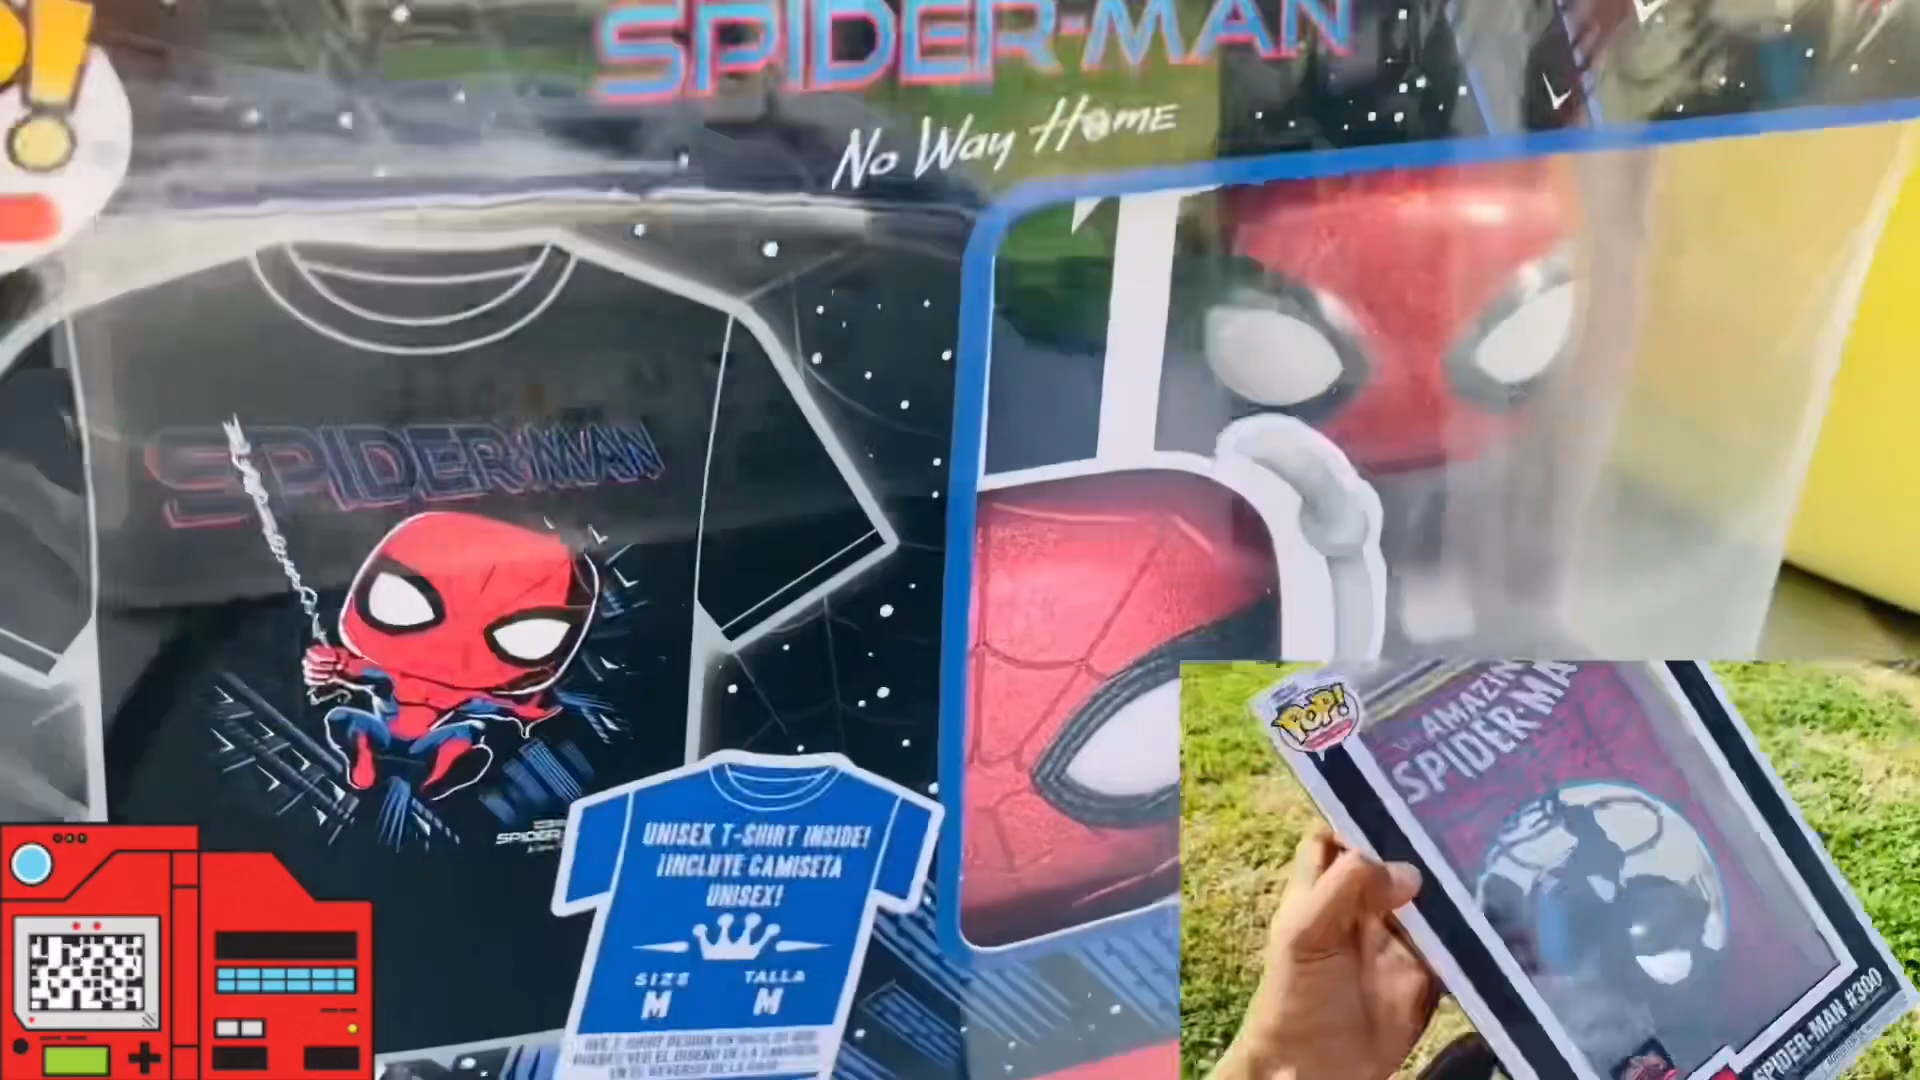 SPIDER-MAN
No Way Home
SPIDER-MAN
UNISEX T-SHIRT INSIDE!
¡INCLUYE CAMISETA
UNISEX!
SIZE TALLA
M M
POP!
AMAZING
SPIDER-MAN
SPIDER-MAN #300